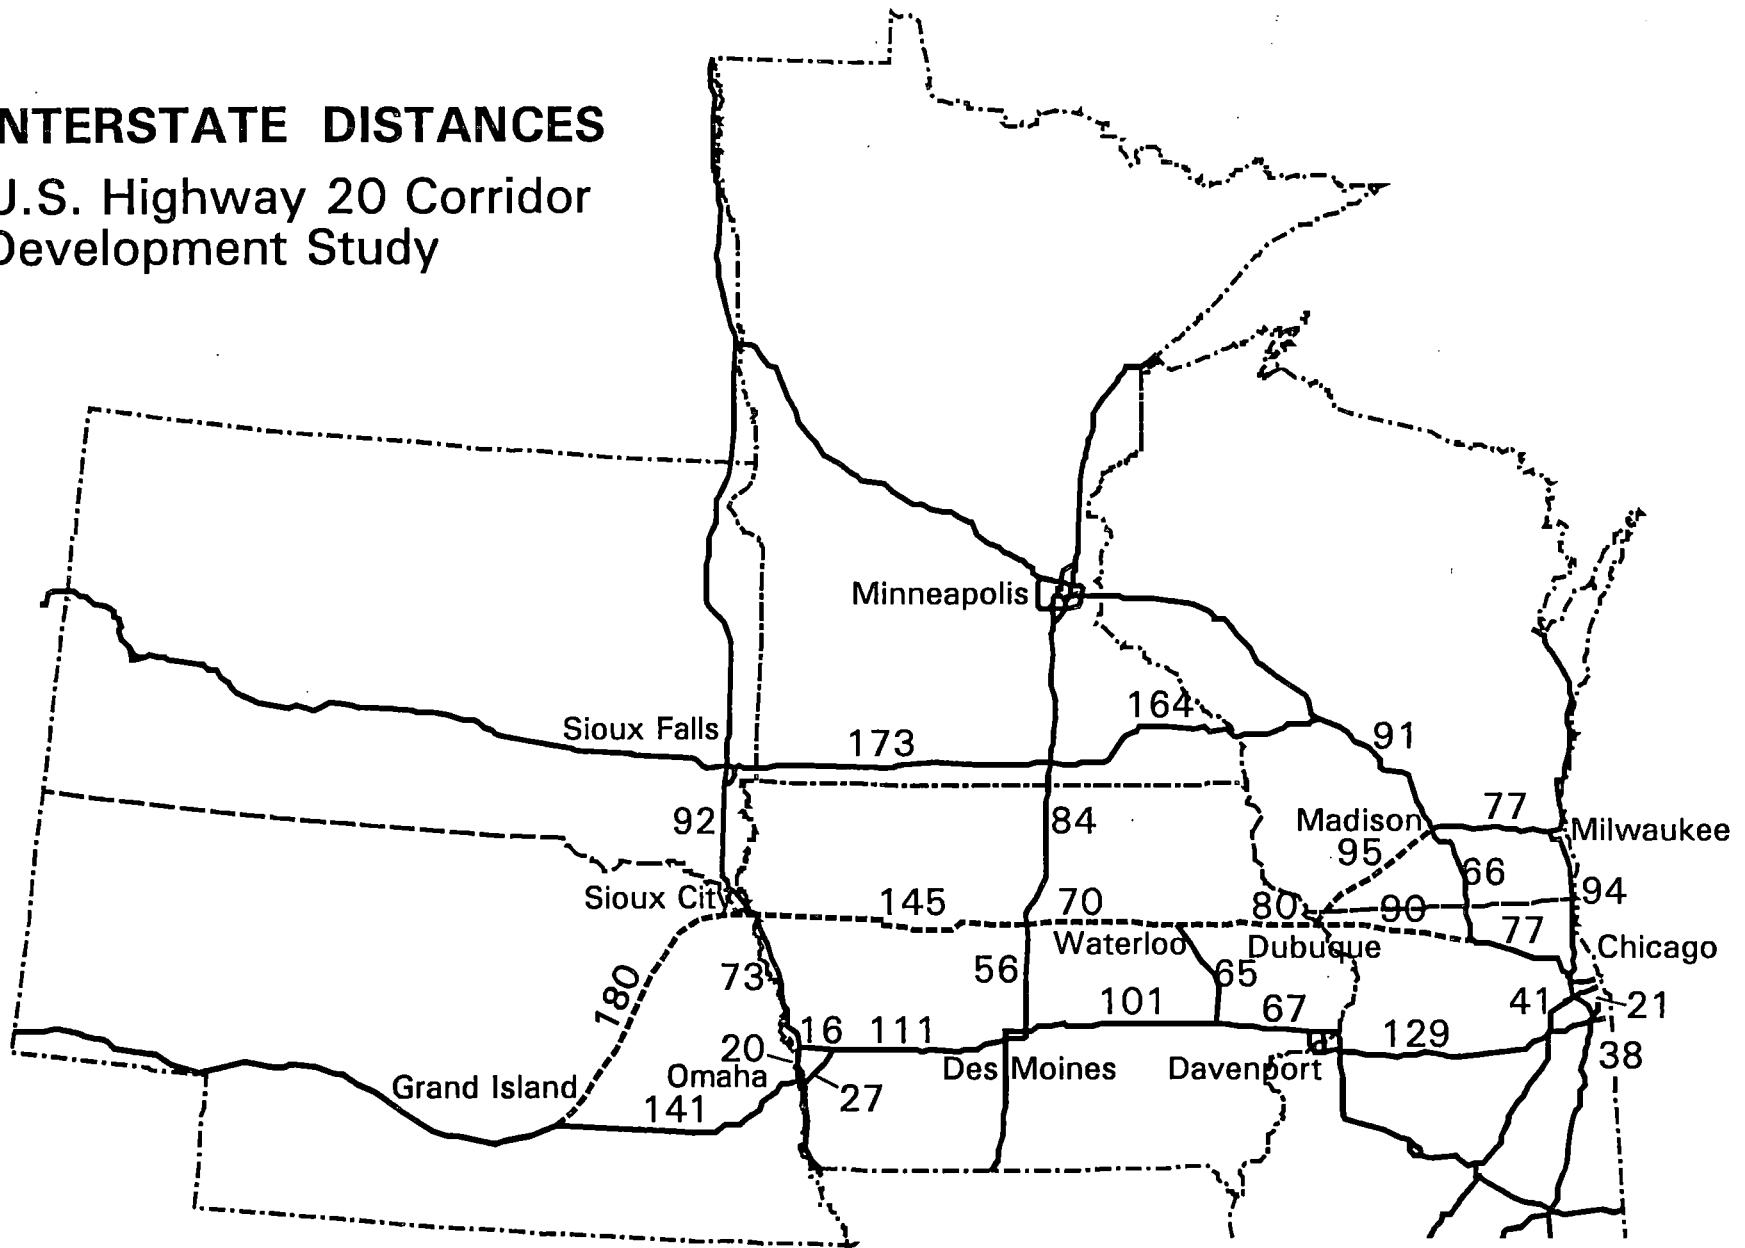 NTERSTATE DISTANCES
U.S. Highway 20 Corridor
Development Study
Minneapolis
164
Sioux Falls
173
91
92
84
77
Madison
Milwaukee
95
66
Sioux City
145
70
80
90
94
77
Waterloo
Dubuque
Chicago
73
56
65
180
101
67
41
21
16
111
129
20
Omaha
Des Moines
Davenport
38
Grand Island
27
141